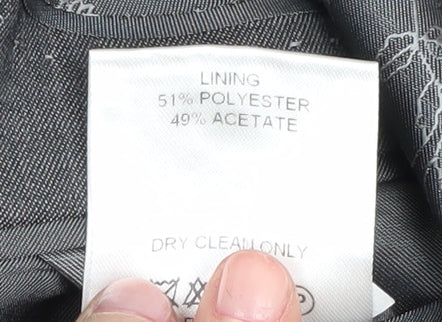 LINING
51% POLYESTER
49% ACETATE
DRY CLEAN ONLY
P